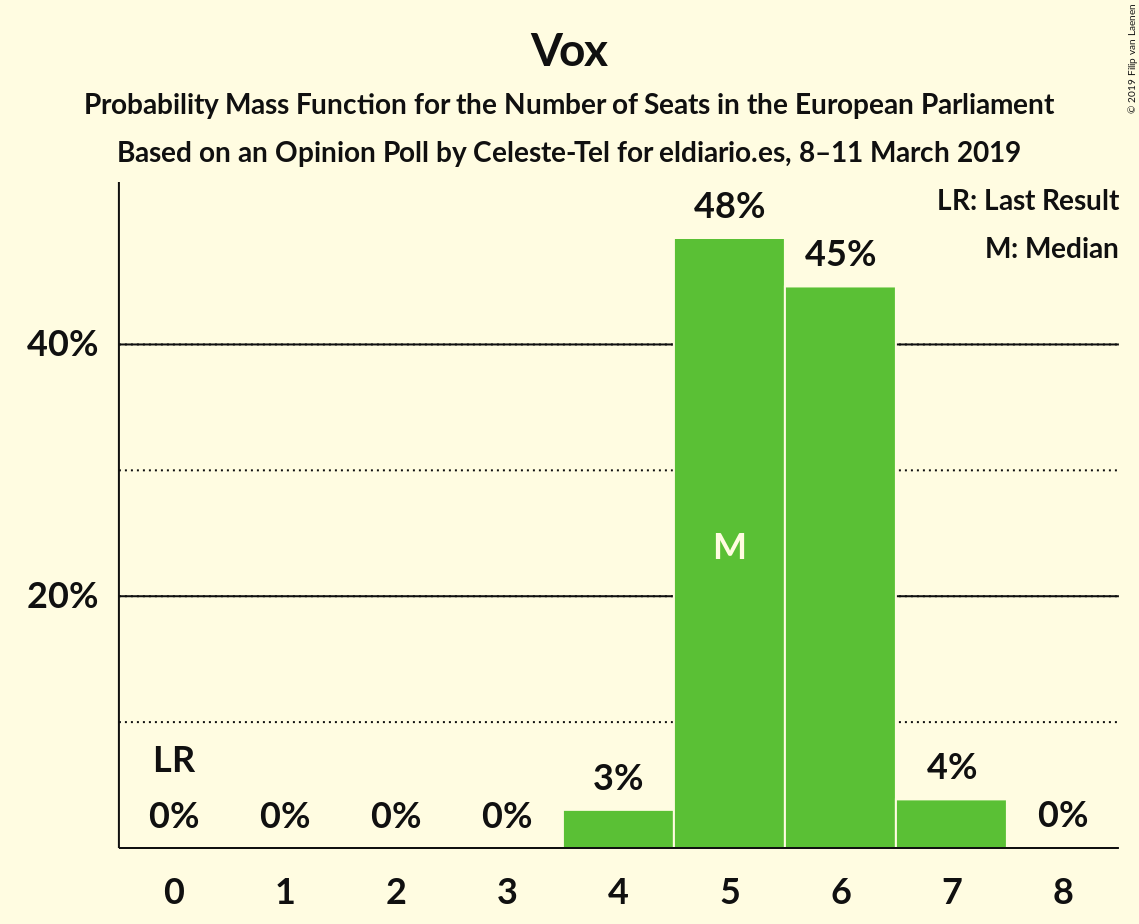 Vox
Probability Mass Function for the Number of Seats in the European Parliament
Based on an Opinion Poll by Celeste-Tel for eldiario.es, 8–11 March 2019
© 2019 Filip van Laenen
LR: Last Result
M: Median
48%
45%
40%
M
20%
LR
0% 0% 0% 0% 3% 4% 0%
0 1 2 3 4 5 6 7 8